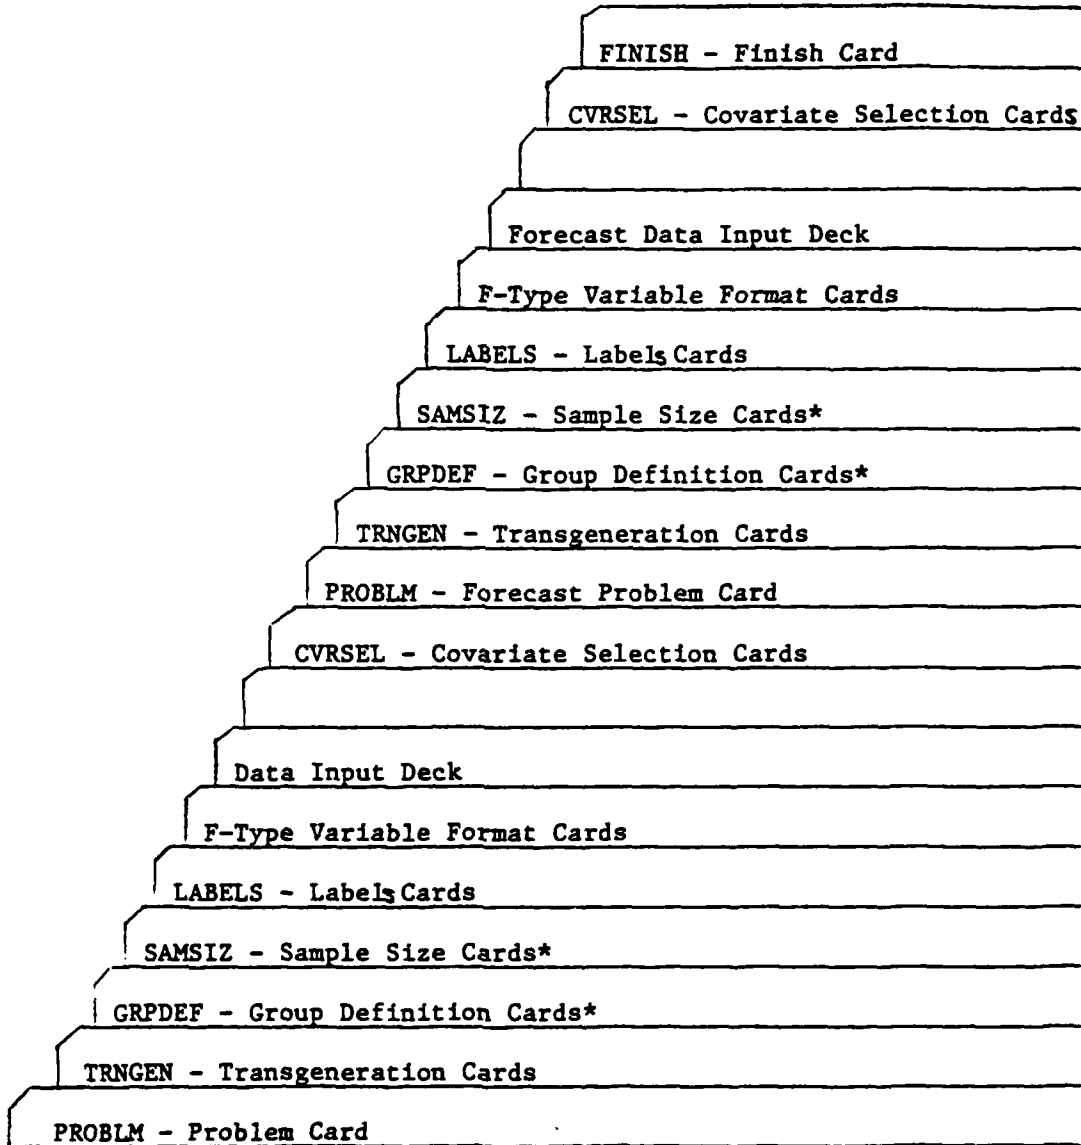 FINISH - Finish Card
CVRSEL - Covariate Selection Cards
Forecast Data Input Deck
F-Type Variable Format Cards
LABELS - Labels Cards
SAMSIZ - Sample Size Cards*
GRPDEF - Group Definition Cards*
TRNGEN - Transgeneration Cards
PROBLM - Forecast Problem Card
CVRSEL - Covariate Selection Cards
Data Input Deck
F-Type Variable Format Cards
LABELS - Labels Cards
SAMSIZ - Sample Size Cards*
GRPDEF - Group Definition Cards*
TRNGEN - Transgeneration Cards
PROBLM - Problem Card